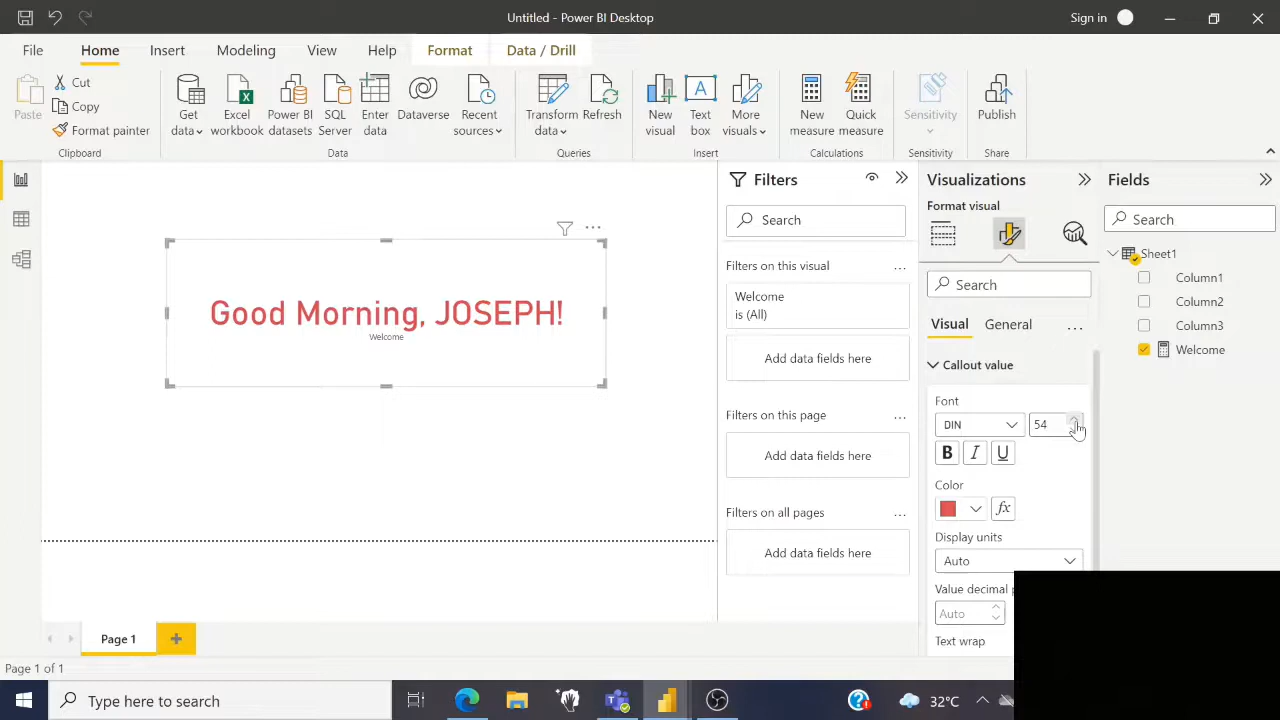 Untitled - Power BI Desktop
Sign in
File
Home
Insert
Modeling
View
Help
Format
Data / Drill
Paste
Cut
Copy
Format painter
Clipboard
Get data
Excel workbook
Power BI datasets
SQL Server
Enter data
Dataverse
Recent sources
Data
Transform data
Refresh
Queries
New visual
Text box
More visuals
Insert
New measure
Quick measure
Calculations
Sensitivity
Sensitivity
Publish
Share
Good Morning, JOSEPH!
Welcome
Filters
Search
Filters on this visual
Welcome
is (All)
Add data fields here
Filters on this page
Add data fields here
Filters on all pages
Add data fields here
Visualizations
Format visual
Search
Visual
General
Callout value
Font
DIN
54
B
I
U
Color
fx
Display units
Auto
Value decimal
Auto
Text wrap
Fields
Search
Sheet1
Column1
Column2
Column3
Welcome
Page 1
Page 1 of 1
Type here to search
32°C